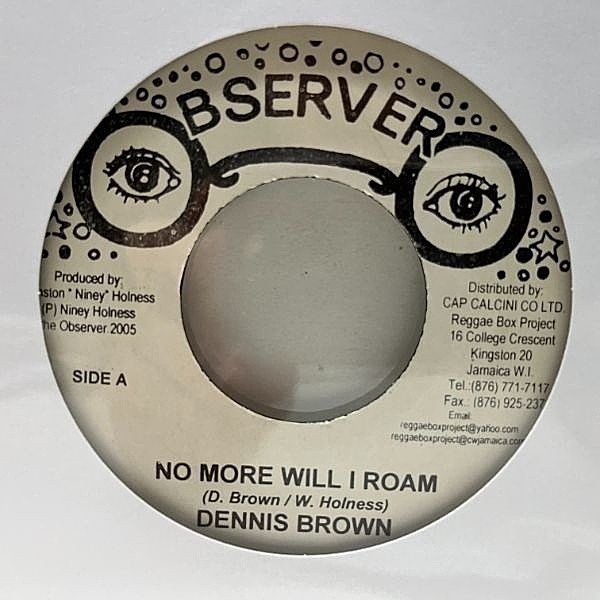 OBSERVER
Produced by:
"Niney" Holness
(P) Niney Holness
Observer 2005
SIDE A
Distributed by:
CAP CALCINI CO LTD.
Reggae Box Project
16 College Crescent
Kingston 20
Jamaica W.I.
Tel.:(876) 771-7117
Fax.: (876) 925-237
Email:
reggaeboxproject@yahoo.com
reggaeboxproject@cwjamaica.com
NO MORE WILL I ROAM
(D. Brown / W. Holness)
DENNIS BROWN